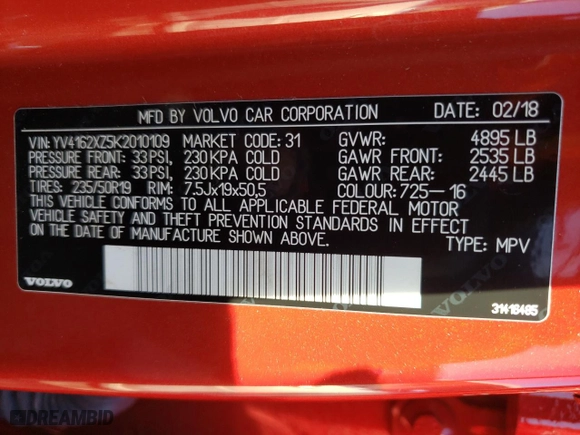 MFD BY VOLVO CAR CORPORATION DATE: 02/18
VIN: YV4162XZ5K2010109 MARKET CODE: 31 GVWR: 4895 LB
PRESSURE FRONT: 33 PSI, 230 KPA COLD GAWR FRONT: 2535 LB
PRESSURE REAR: 33 PSI, 230 KPA COLD GAWR REAR: 2445 LB
TIRES: 235/50R19 RIM: 7.5Jx19x50,5 COLOUR: 725-16
THIS VEHICLE CONFORMS TO ALL APPLICABLE FEDERAL MOTOR
VEHICLE SAFETY AND THEFT PREVENTION STANDARDS IN EFFECT
ON DATE OF MANUFACTURE SHOWN ABOVE. TYPE: MPV
VOLVO 31416485
DREAMBID